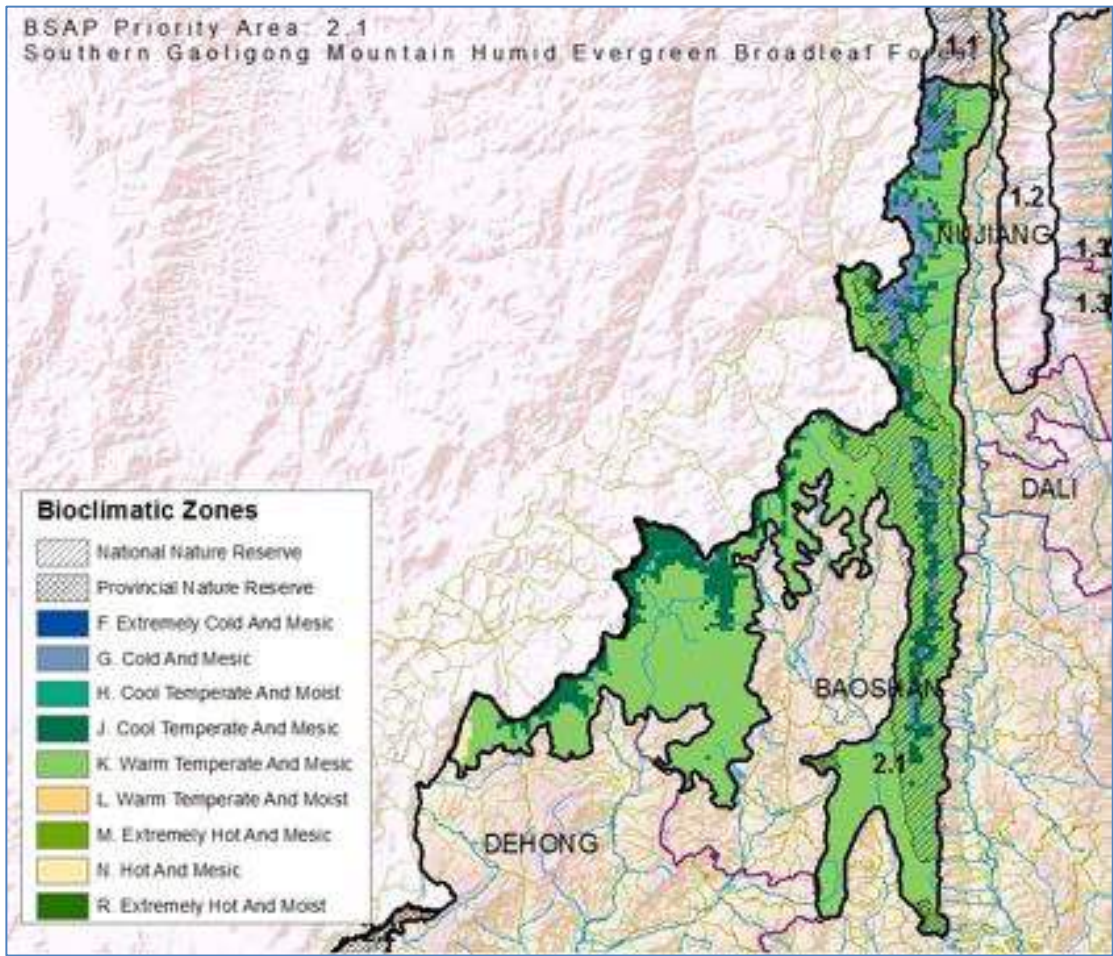 BSAP Priority Area: 2.1
Southern Gaoligong Mountain Humid Evergreen Broadleaf Forest
1.1
1.2
NUJIANG
1.3
1.3
DALI
BAOSHAN
2.1
DEHONG
Bioclimatic Zones
National Nature Reserve
Provincial Nature Reserve
F Extremely Cold And Mesic
G. Cold And Mesic
H. Cool Temperate And Moist
J. Cool Temperate And Mesic
K. Warm Temperate And Mesic
L. Warm Temperate And Moist
M. Extremely Hot And Mesic
N. Hot And Mesic
R. Extremely Hot And Moist